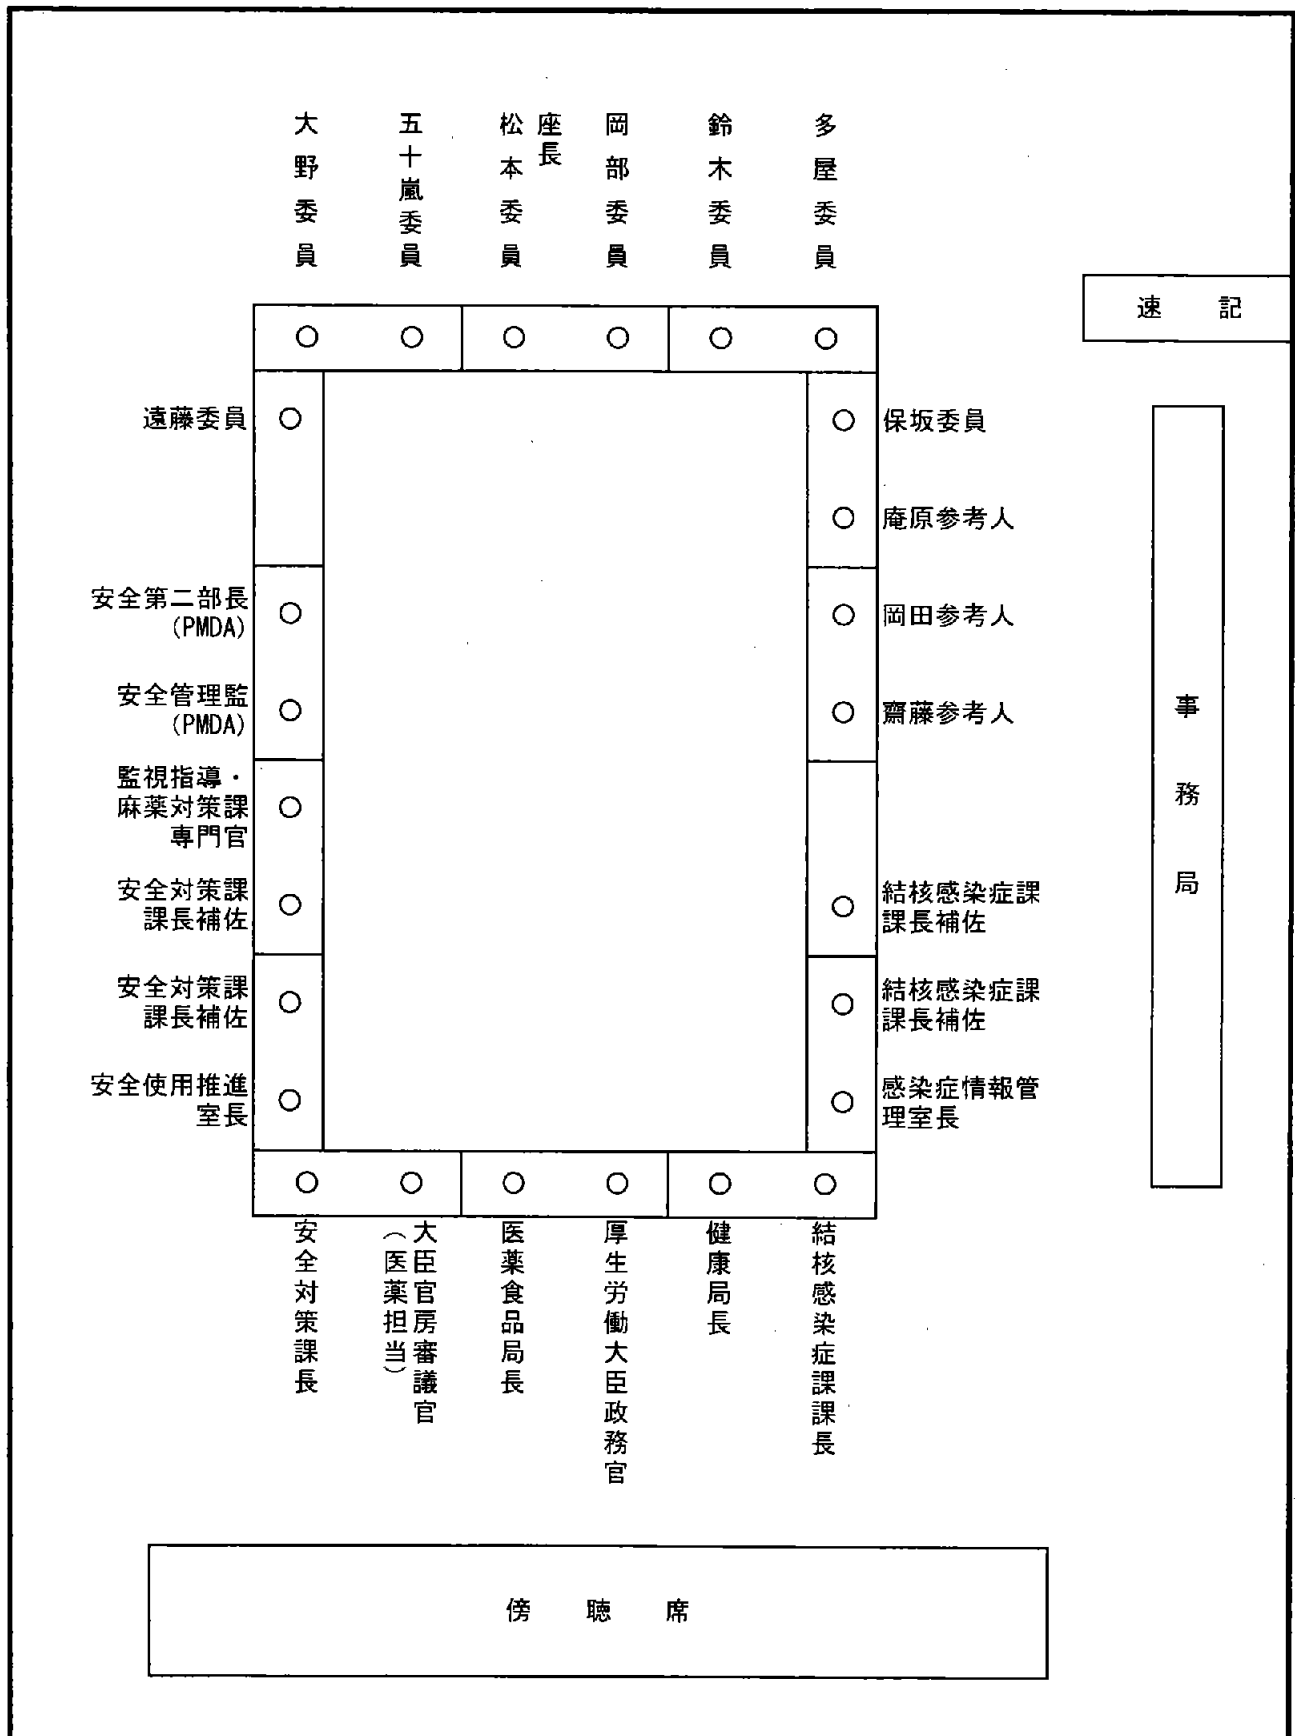 大野委員
五十嵐委員
松本委員
座長
岡部委員
鈴木委員
多屋委員
速記
遠藤委員
保坂委員
庵原参考人
安全第二部長
(PMDA)
岡田参考人
安全管理監
(PMDA)
齋藤参考人
事務局
監視指導・
麻薬対策課
専門官
安全対策課
課長補佐
結核感染症課
課長補佐
安全対策課
課長補佐
結核感染症課
課長補佐
安全使用推進
室長
感染症情報管
理室長
安全対策課長
大臣官房審議官
（医薬担当）
医薬食品局長
厚生労働大臣政務官
健康局長
結核感染症課課長
傍聴席